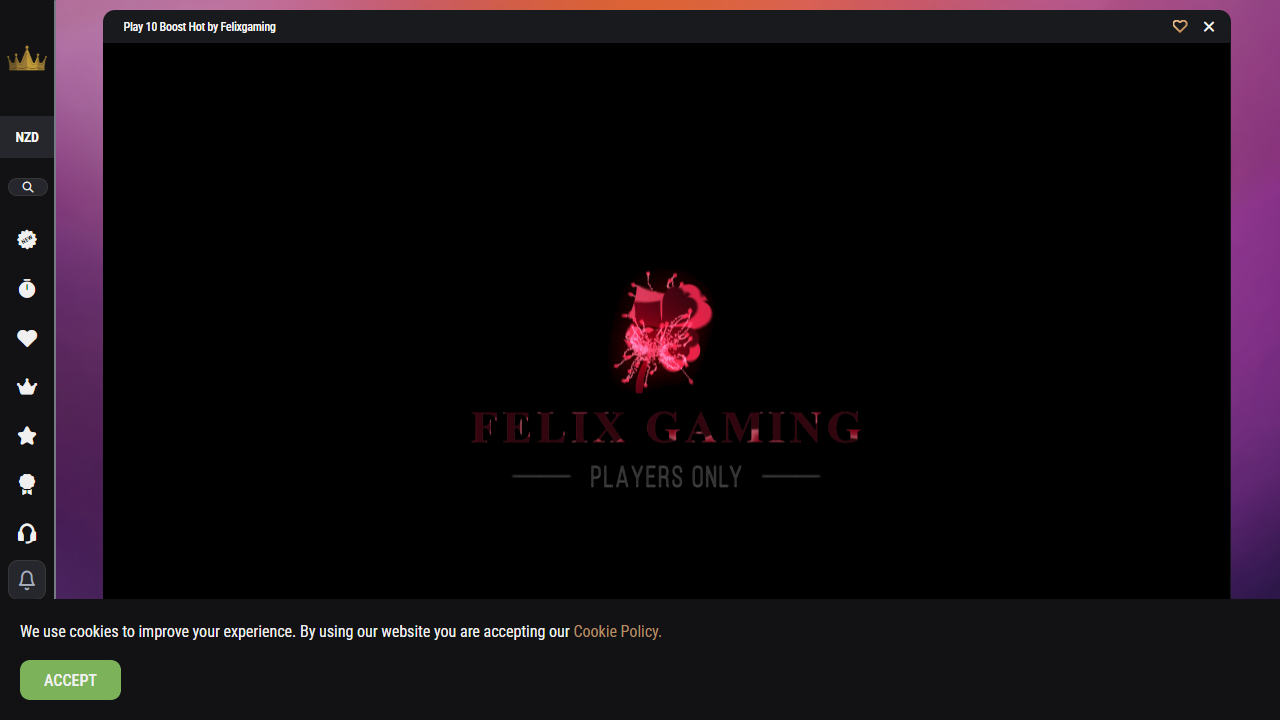 Play 10 Boost Hot by Felixgaming
NZD
NEW
FELIX GAMING
PLAYERS ONLY
We use cookies to improve your experience. By using our website you are accepting our Cookie Policy.
ACCEPT